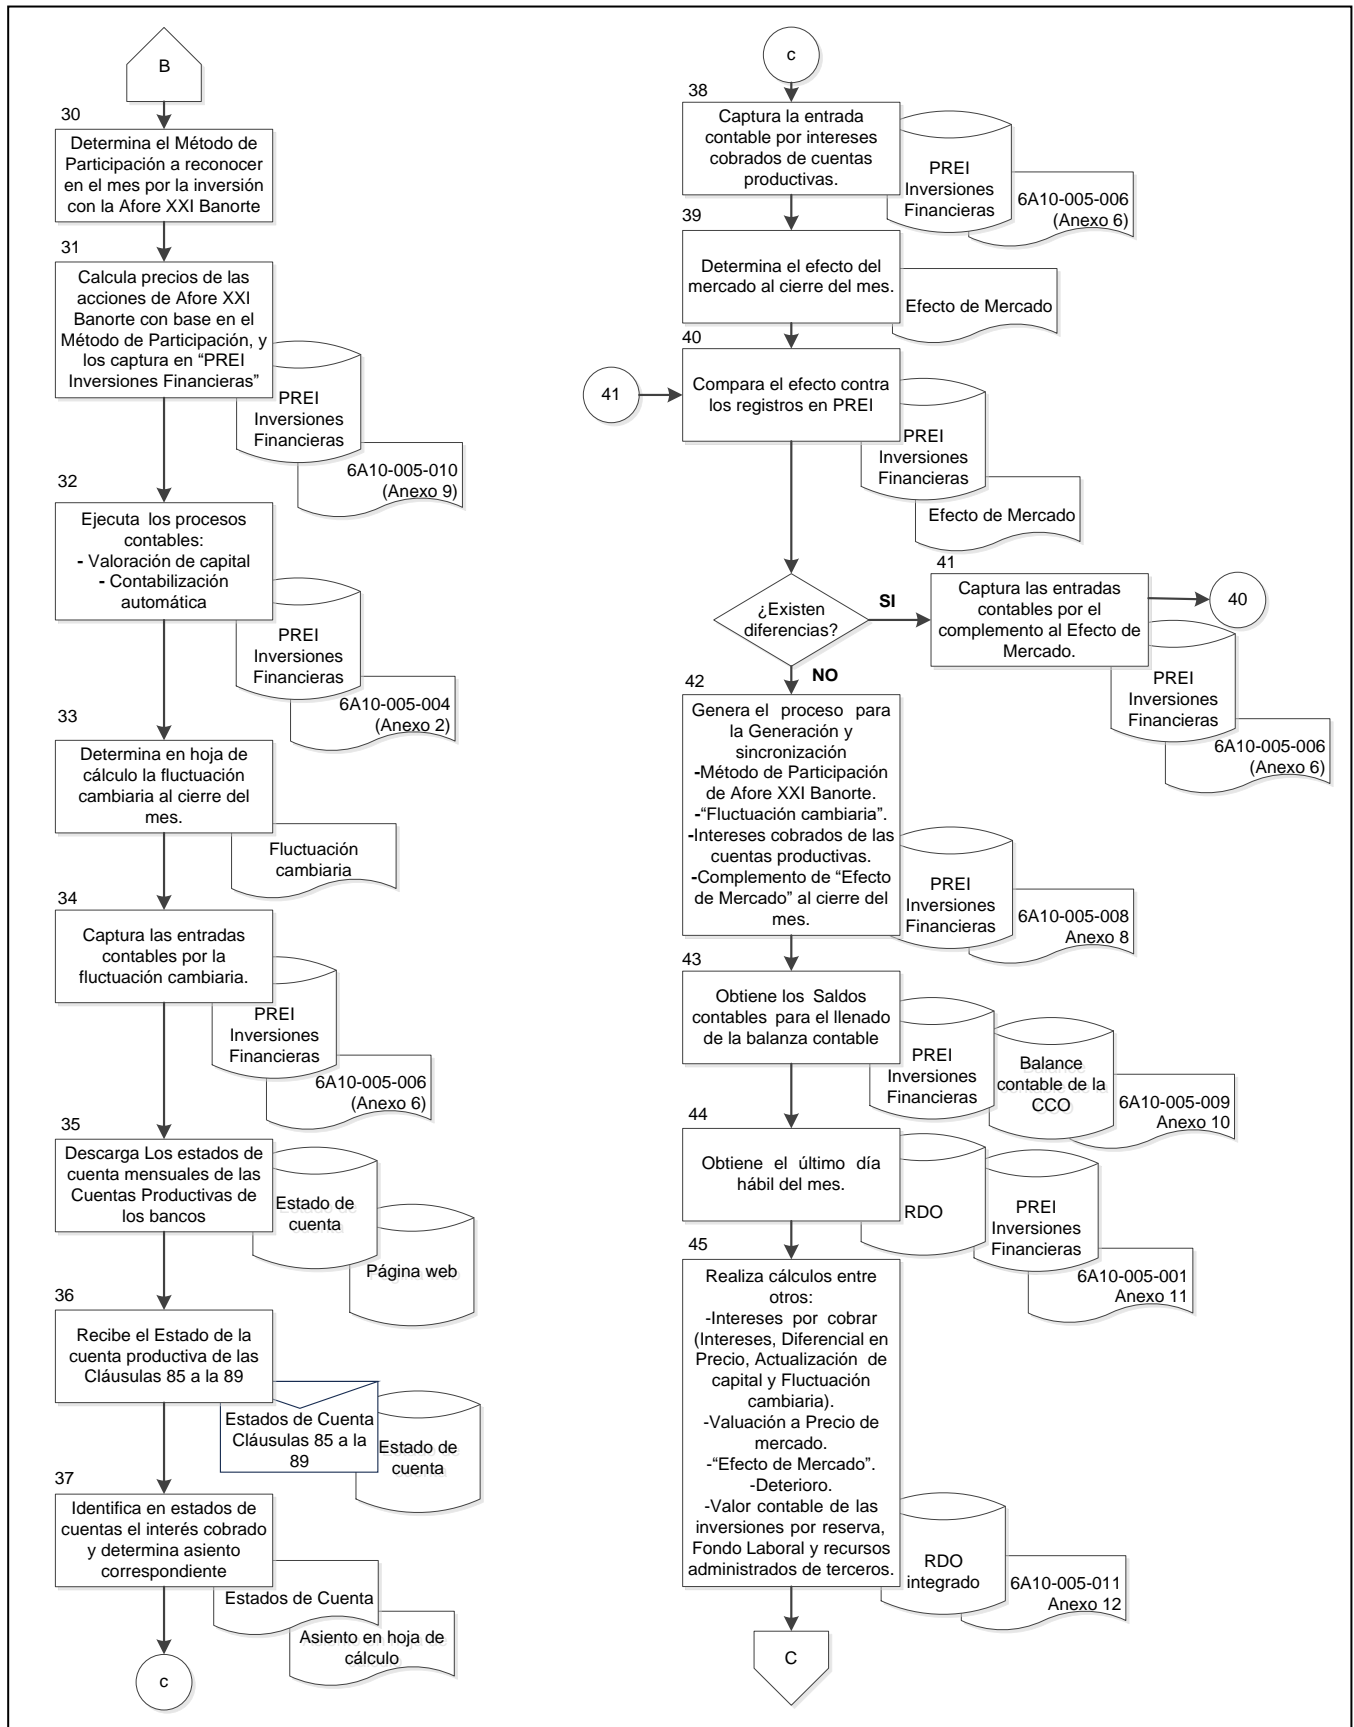 B
30
Determina el Método de
Participación a reconocer
en el mes por la inversión
con la Afore XXI Banorte
31
Calcula precios de las
acciones de Afore XXI
Banorte con base en el
Método de Participación, y
los captura en “PREI
Inversiones Financieras”
PREI
Inversiones
Financieras
6A10-005-010
(Anexo 9)
32
Ejecuta los procesos
contables:
- Valoración de capital
- Contabilización
automática
PREI
Inversiones
Financieras
6A10-005-004
(Anexo 2)
33
Determina en hoja de
cálculo la fluctuación
cambiaria al cierre del
mes.
Fluctuación
cambiaria
34
Captura las entradas
contables por la
fluctuación cambiaria.
PREI
Inversiones
Financieras
6A10-005-006
(Anexo 6)
35
Descarga Los estados de
cuenta mensuales de las
Cuentas Productivas de
los bancos
Estado de
cuenta
Página web
36
Recibe el Estado de la
cuenta productiva de las
Cláusulas 85 a la 89
Estados de Cuenta
Cláusulas 85 a la
89
Estado de
cuenta
37
Identifica en estados de
cuentas el interés cobrado
y determina asiento
correspondiente
Estados de Cuenta
Asiento en hoja de
cálculo
c
c
38
Captura la entrada
contable por intereses
cobrados de cuentas
productivas.
PREI
Inversiones
Financieras
6A10-005-006
(Anexo 6)
39
Determina el efecto del
mercado al cierre del mes.
Efecto de Mercado
40
41
Compara el efecto contra
los registros en PREI
PREI
Inversiones
Financieras
Efecto de Mercado
¿Existen
diferencias?
SI
41
Captura las entradas
contables por el
complemento al Efecto de
Mercado.
40
PREI
Inversiones
Financieras
6A10-005-006
(Anexo 6)
NO
42
Genera el proceso para
la Generación y
sincronización
-Método de Participación
de Afore XXI Banorte.
-“Fluctuación cambiaria”.
-Intereses cobrados de las
cuentas productivas.
-Complemento de “Efecto
de Mercado” al cierre del
mes.
PREI
Inversiones
Financieras
6A10-005-008
Anexo 8
43
Obtiene los Saldos
contables para el llenado
de la balanza contable
PREI
Inversiones
Financieras
Balance
contable de la
CCO
6A10-005-009
Anexo 10
44
Obtiene el último día
hábil del mes.
RDO
PREI
Inversiones
Financieras
6A10-005-001
Anexo 11
45
Realiza cálculos entre
otros:
-Intereses por cobrar
(Intereses, Diferencial en
Precio, Actualización de
capital y Fluctuación
cambiaria).
-Valuación a Precio de
mercado.
-“Efecto de Mercado”.
-Deterioro.
-Valor contable de las
inversiones por reserva,
Fondo Laboral y recursos
administrados de terceros.
RDO
integrado
6A10-005-011
Anexo 12
C